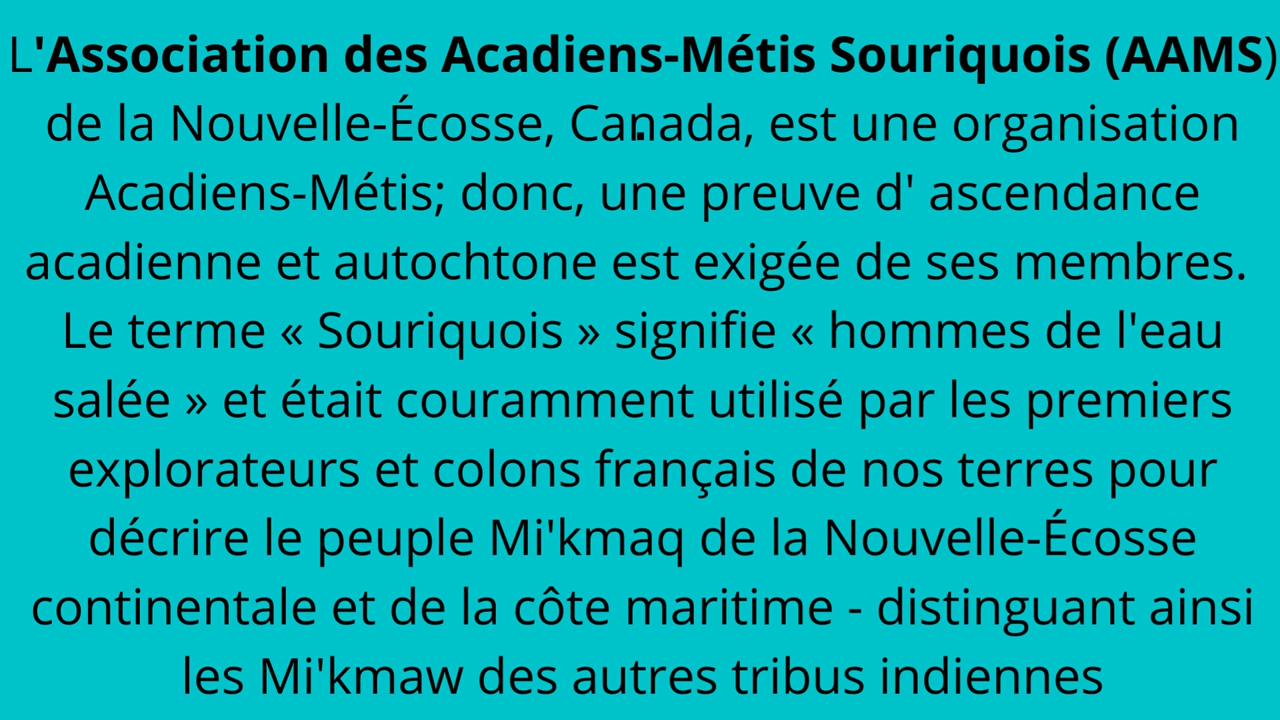 L'Association des Acadiens-Métis Souriquois (AAMS)
de la Nouvelle-Écosse, Canada, est une organisation
Acadiens-Métis; donc, une preuve d' ascendance
acadienne et autochtone est exigée de ses membres.
Le terme « Souriquois » signifie « hommes de l'eau
salée » et était couramment utilisé par les premiers
explorateurs et colons français de nos terres pour
décrire le peuple Mi'kmaq de la Nouvelle-Écosse
continentale et de la côte maritime - distinguant ainsi
les Mi'kmaw des autres tribus indiennes